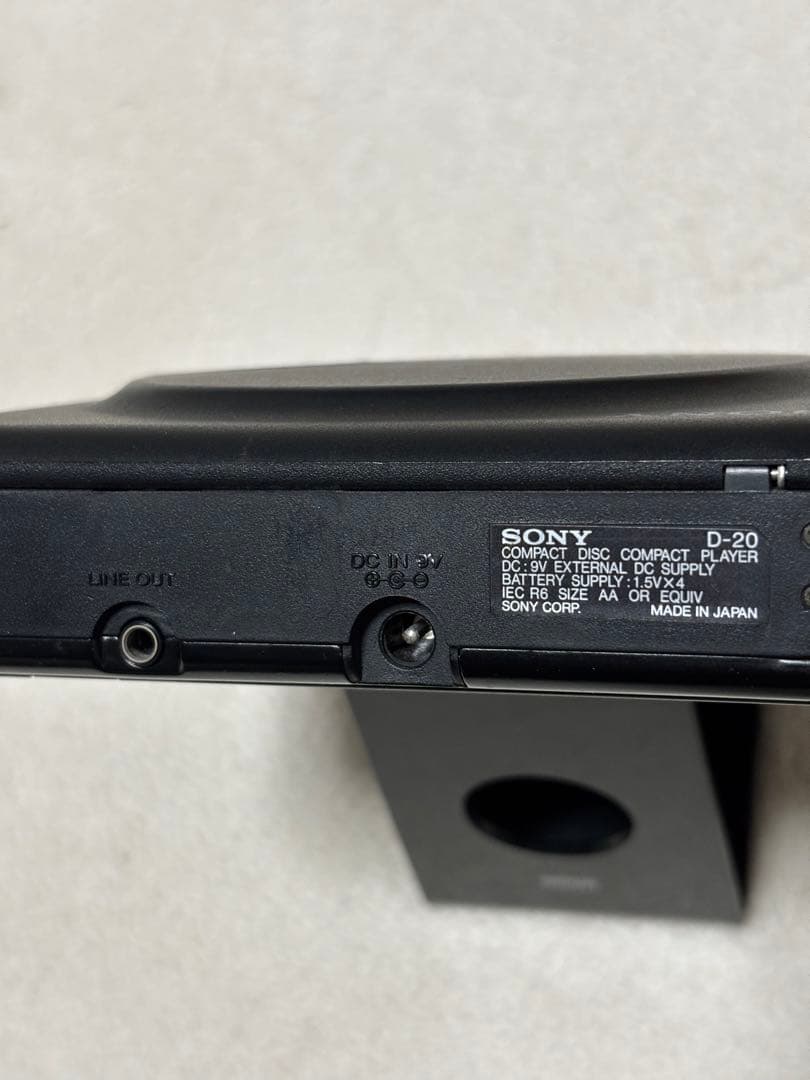 LINE OUT
DC IN 9V
SONY D-20
COMPACT DISC COMPACT PLAYER
DC : 9V EXTERNAL DC SUPPLY
BATTERY SUPPLY : 1.5V×4
IEC R6 SIZE AA OR EQUIV
SONY CORP. MADE IN JAPAN